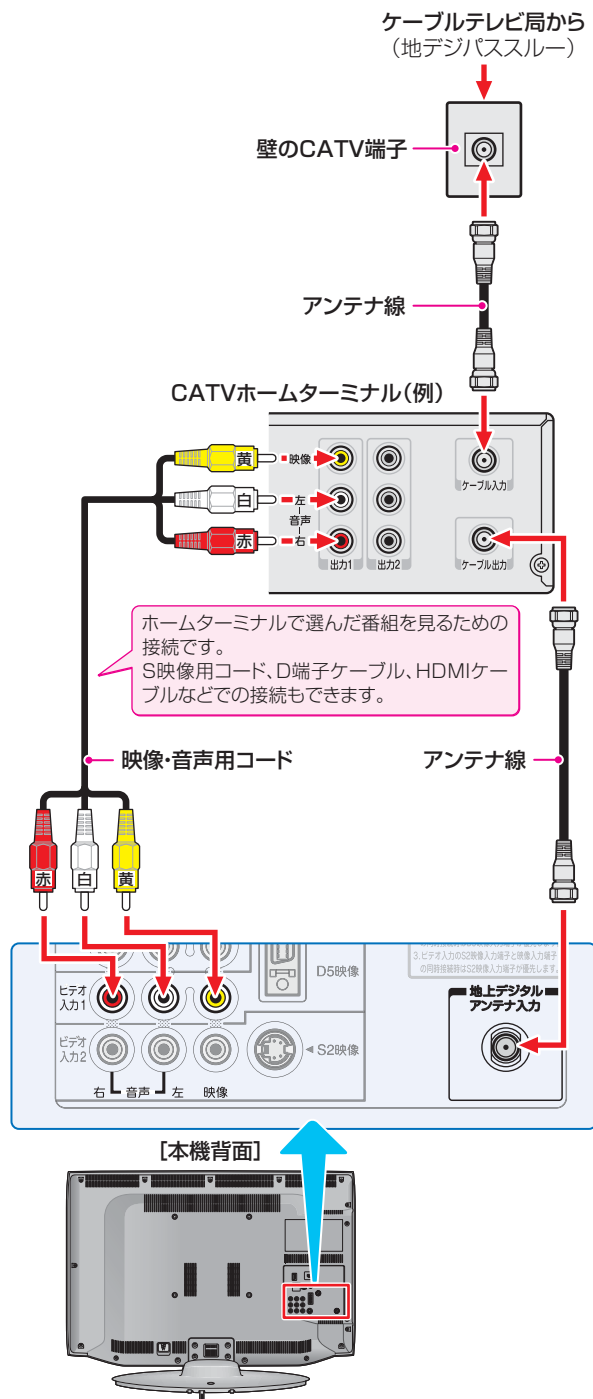 ケーブルテレビ局から
（地デジパススルー）
壁のCATV端子
アンテナ線
CATVホームターミナル（例）
黄
映像
白
左
音声
赤
右
出力1
出力2
ケーブル入力
ケーブル出力
ホームターミナルで選んだ番組を見るための
接続です。
S映像用コード、D端子ケーブル、HDMIケー
ブルなどでの接続もできます。
映像・音声用コード
アンテナ線
赤
白
黄
D5映像
3.ビデオ入力のS2映像入力端子と映像入力端子
の同時接続時はS2映像入力端子が優先します。
ビデオ
入力1
地上デジタル
アンテナ入力
ビデオ
入力2
S2映像
右
音声
左
映像
［本機背面］